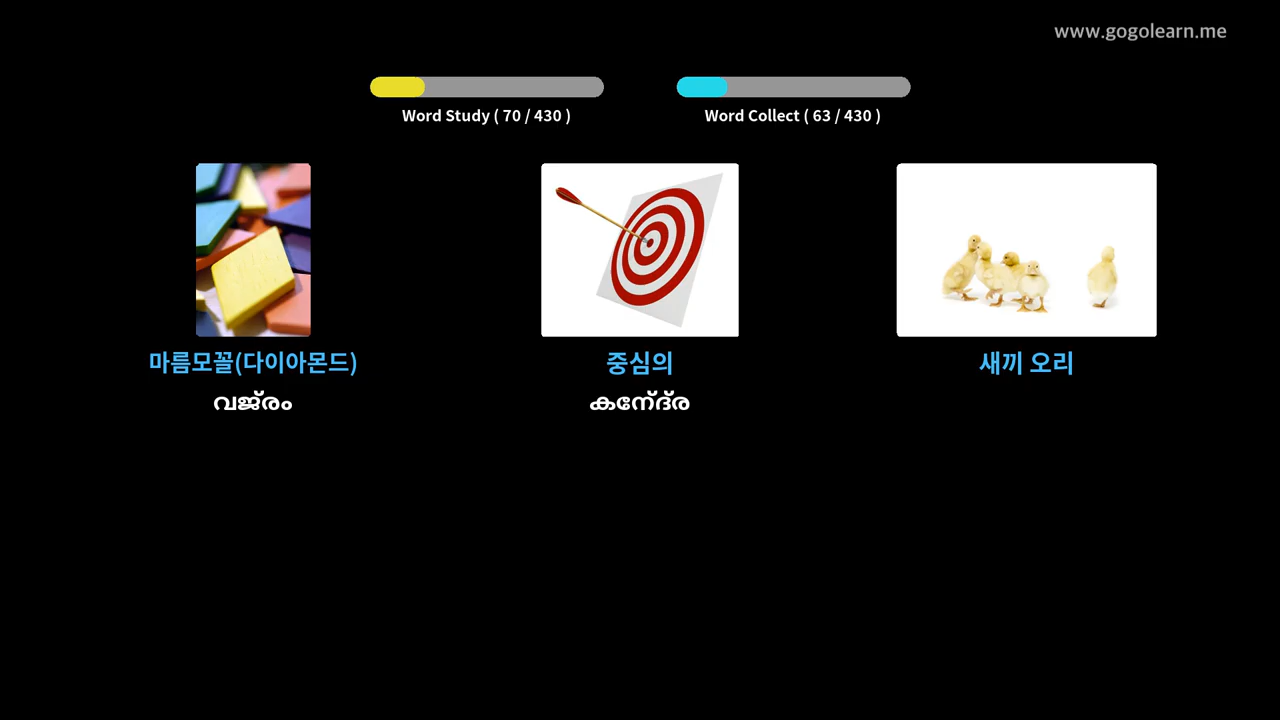 www.gogolearn.me
Word Study ( 70 / 430 )
Word Collect ( 63 / 430 )
마름모꼴(다이아몬드)
വജ്രം
중심의
കേന്ദ്ര
새끼 오리